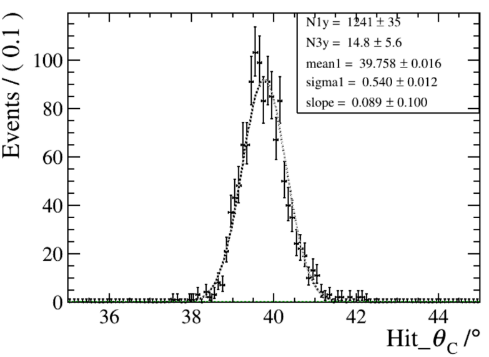 N1y = 1241 ± 35
N3y = 14.8 ± 5.6
mean1 = 39.758 ± 0.016
sigma1 = 0.540 ± 0.012
slope = 0.089 ± 0.100
Events / ( 0.1 )
100
80
60
40
20
0
36 38 40 42 44
Hit_θ_C /°